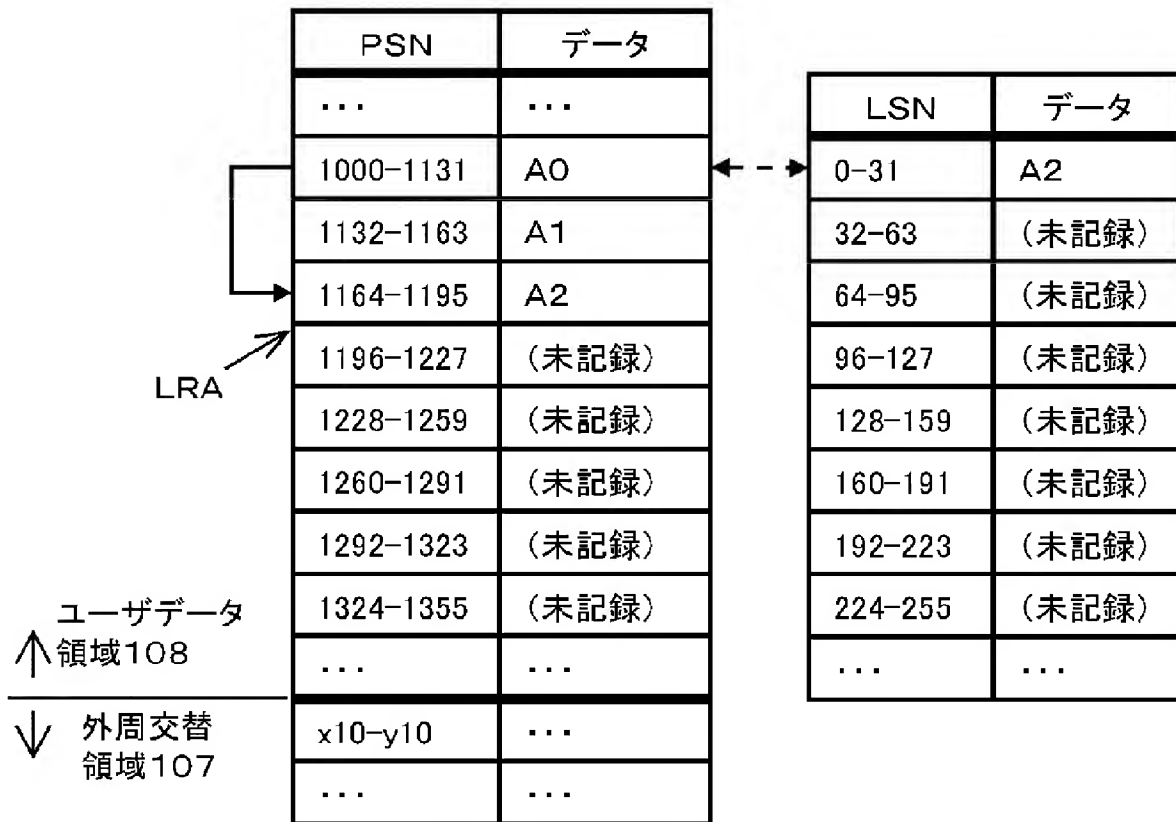 PSN データ
・・・ ・・・
1000-1131 A0
1132-1163 A1
1164-1195 A2
1196-1227 (未記録)
1228-1259 (未記録)
1260-1291 (未記録)
1292-1323 (未記録)
1324-1355 (未記録)
・・・ ・・・
x10-y10 ・・・
・・・ ・・・
LRA
ユーザデータ
領域108
外周交替
領域107
LSN データ
0-31 A2
32-63 (未記録)
64-95 (未記録)
96-127 (未記録)
128-159 (未記録)
160-191 (未記録)
192-223 (未記録)
224-255 (未記録)
・・・ ・・・